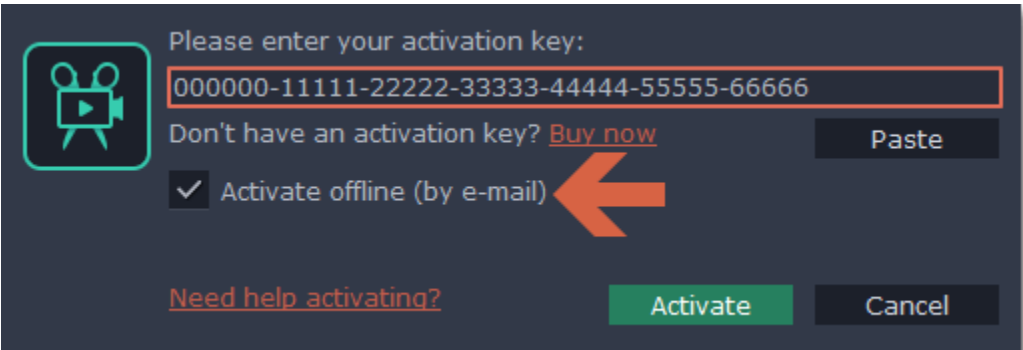 Please enter your activation key:
000000-11111-22222-33333-44444-55555-66666
Don't have an activation key? Buy now
Paste
Activate offline (by e-mail)
Need help activating?
Activate
Cancel